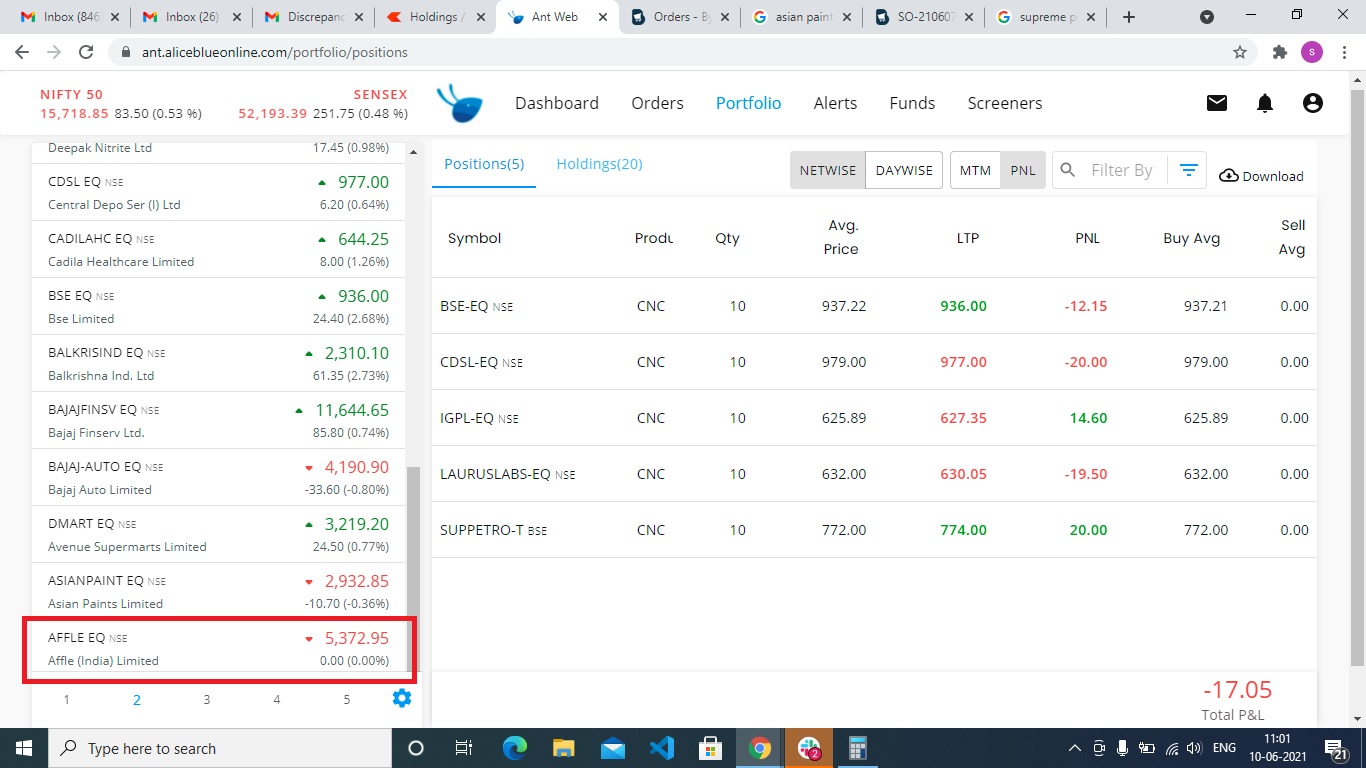 Inbox (846
Inbox (26)
Discrepanc
Holdings /
Ant Web
Orders - By
asian paint
SO-210607
supreme p
ant.aliceblueonline.com/portfolio/positions
S
NIFTY 50
15,718.85 83.50 (0.53 %)
SENSEX
52,193.39 251.75 (0.48 %)
Dashboard Orders Portfolio Alerts Funds Screeners
Deepak Nitrite Ltd 17.45 (0.98%)
CDSL EQ NSE 977.00
Central Depo Ser (I) Ltd 6.20 (0.64%)
CADILAHC EQ NSE 644.25
Cadila Healthcare Limited 8.00 (1.26%)
BSE EQ NSE 936.00
Bse Limited 24.40 (2.68%)
BALKRISIND EQ NSE 2,310.10
Balkrishna Ind. Ltd 61.35 (2.73%)
BAJAJFINSV EQ NSE 11,644.65
Bajaj Finserv Ltd. 85.80 (0.74%)
BAJAJ-AUTO EQ NSE 4,190.90
Bajaj Auto Limited -33.60 (-0.80%)
DMART EQ NSE 3,219.20
Avenue Supermarts Limited 24.50 (0.77%)
ASIANPAINT EQ NSE 2,932.85
Asian Paints Limited -10.70 (-0.36%)
AFFLE EQ NSE 5,372.95
Affle (India) Limited 0.00 (0.00%)
1 2 3 4 5
Positions(5) Holdings(20)
NETWISE DAYWISE MTM PNL Filter By Download
Symbol Produ Qty Avg. Price LTP PNL Buy Avg Sell Avg
BSE-EQ NSE CNC 10 937.22 936.00 -12.15 937.21 0.00
CDSL-EQ NSE CNC 10 979.00 977.00 -20.00 979.00 0.00
IGPL-EQ NSE CNC 10 625.89 627.35 14.60 625.89 0.00
LAURUSLABS-EQ NSE CNC 10 632.00 630.05 -19.50 632.00 0.00
SUPPETRO-T BSE CNC 10 772.00 774.00 20.00 772.00 0.00
-17.05
Total P&L
Type here to search
2
ENG
11:01
10-06-2021
21